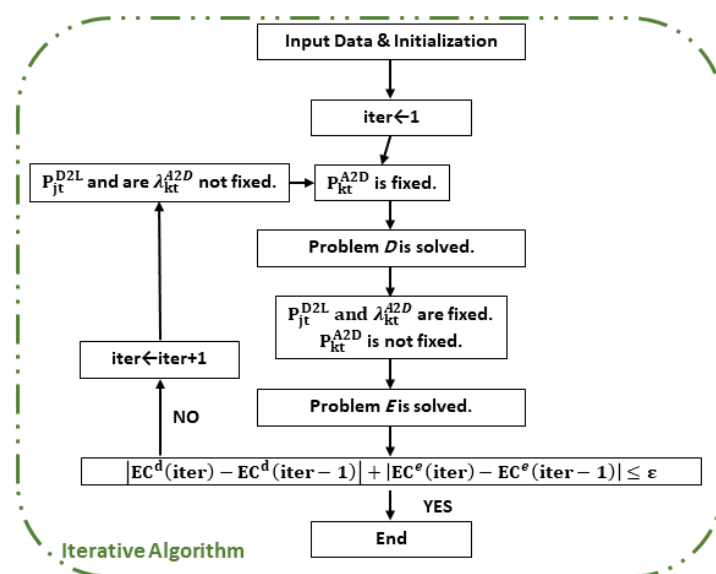 Input Data & Initialization
iter←1
P_jt^D2L and are λ_kt^A2D not fixed.
P_kt^A2D is fixed.
Problem D is solved.
P_jt^D2L and λ_kt^A2D are fixed.
P_kt^A2D is not fixed.
iter←iter+1
Problem E is solved.
NO
|EC^d(iter) − EC^d(iter − 1)| + |EC^e(iter) − EC^e(iter − 1)| ≤ ε
YES
End
Iterative Algorithm